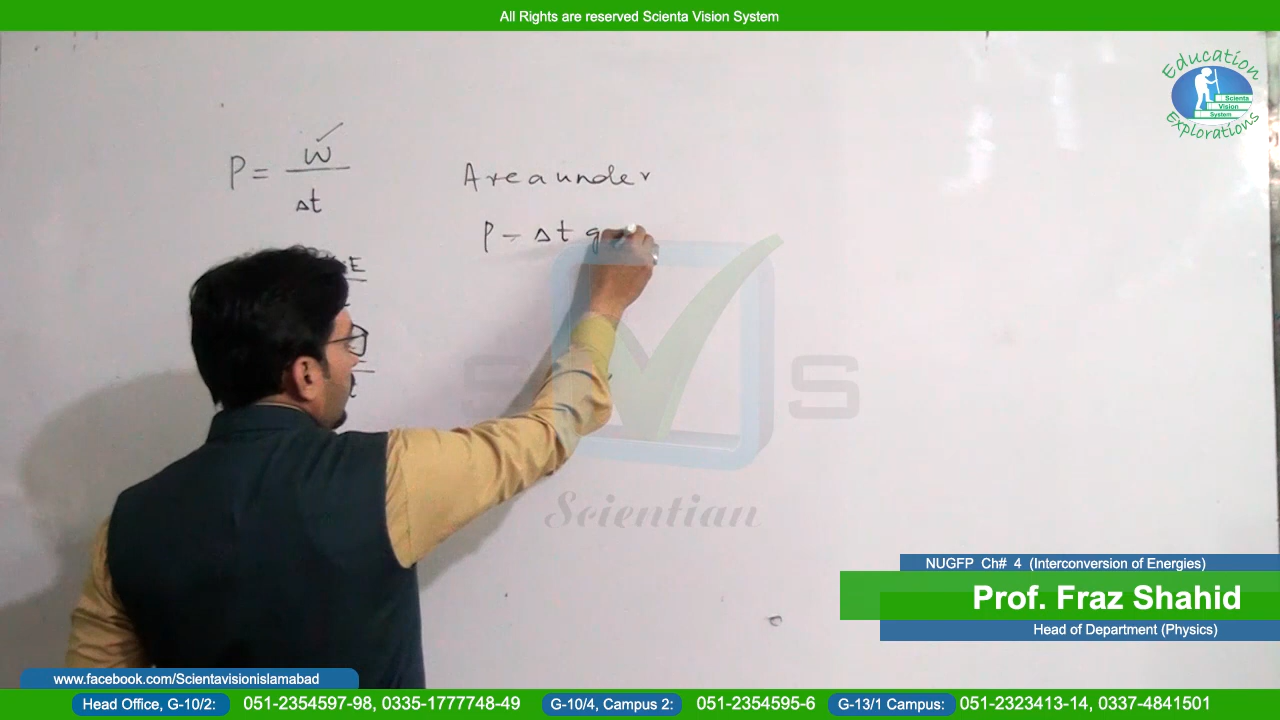 All Rights are reserved Scienta Vision System
Education
Scienta
Vision
System
Explorations
P = W / Δt
Area under
P - Δt g
E
S S
Scientian
NUGFP Ch# 4 (Interconversion of Energies)
Prof. Fraz Shahid
Head of Department (Physics)
www.facebook.com/Scientavisionislamabad
Head Office, G-10/2: 051-2354597-98, 0335-1777748-49 G-10/4, Campus 2: 051-2354595-6 G-13/1 Campus: 051-2323413-14, 0337-4841501